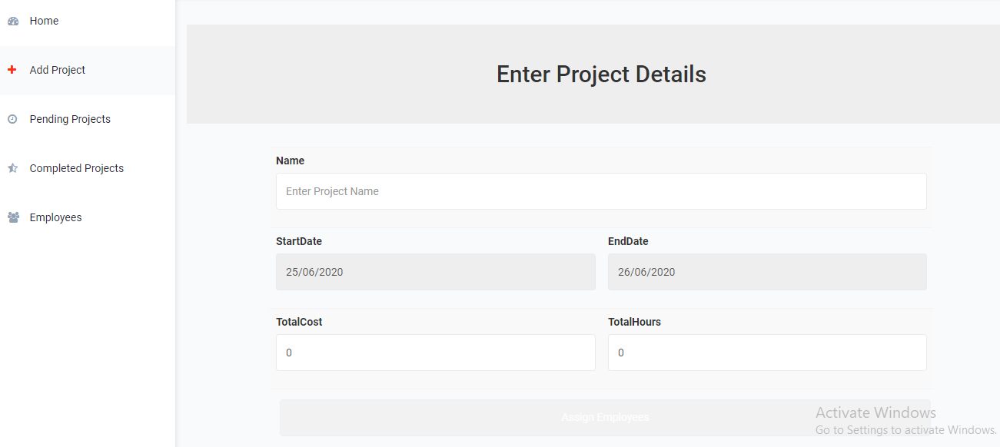 Home
Add Project
Pending Projects
Completed Projects
Employees
Enter Project Details
Name
Enter Project Name
StartDate EndDate
25/06/2020 26/06/2020
TotalCost TotalHours
0 0
Assign Employees
Activate Windows
Go to Settings to activate Windows.